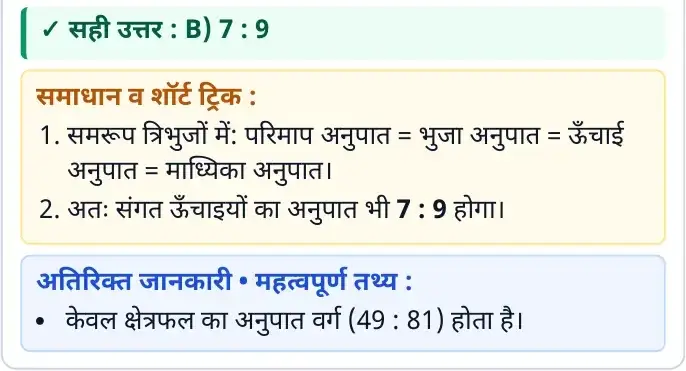 ✓ सही उत्तर : B) 7 : 9
समाधान व शॉर्ट ट्रिक :
1. समरूप त्रिभुजों में: परिमाप अनुपात = भुजा अनुपात = ऊँचाई
अनुपात = माध्यिका अनुपात।
2. अतः संगत ऊँचाइयों का अनुपात भी 7 : 9 होगा।
अतिरिक्त जानकारी • महत्वपूर्ण तथ्य :
• केवल क्षेत्रफल का अनुपात वर्ग (49 : 81) होता है।